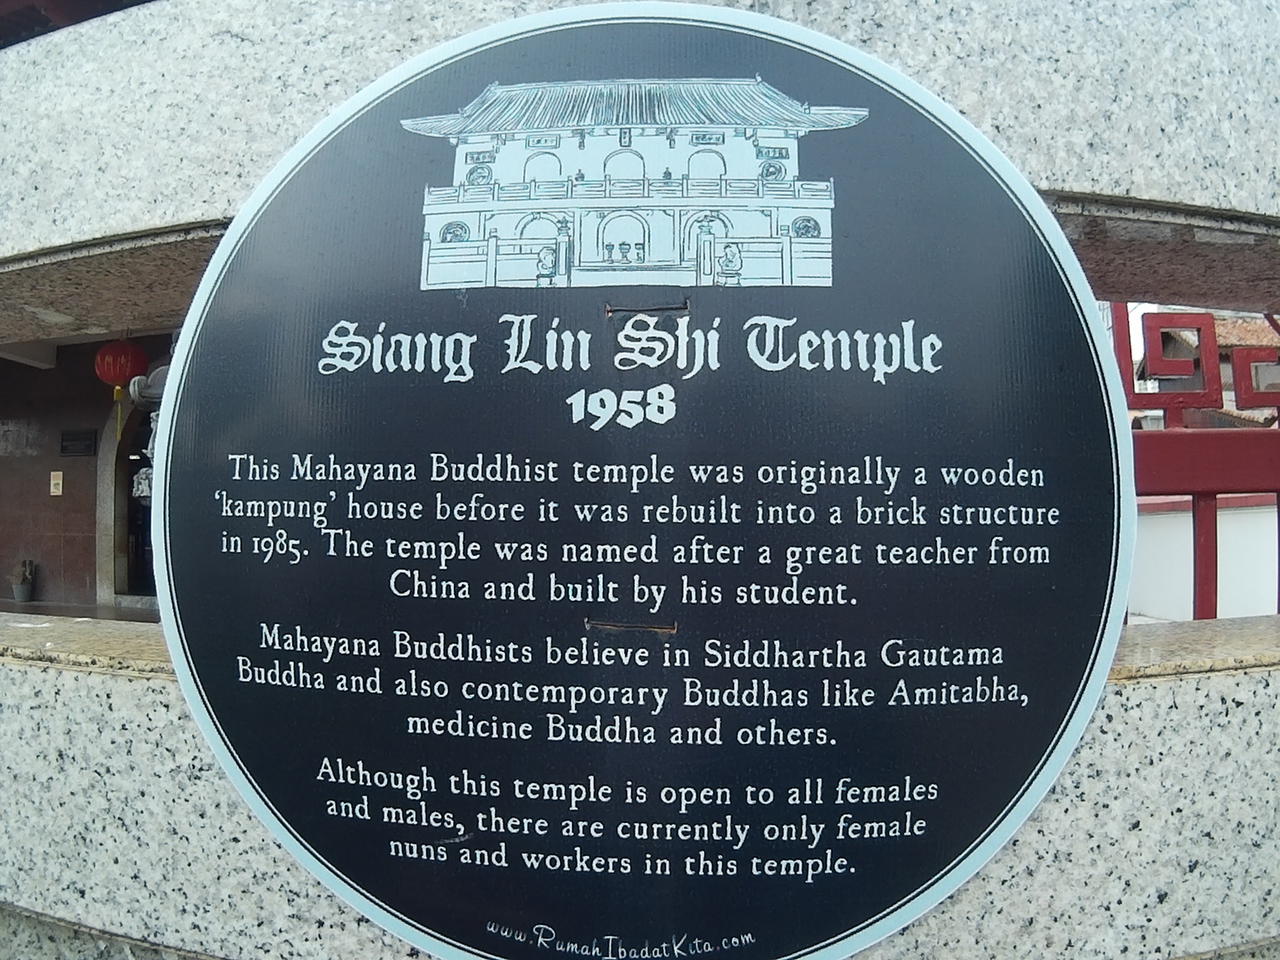 Siang Lin Shi Temple
1958
This Mahayana Buddhist temple was originally a wooden
‘kampung’ house before it was rebuilt into a brick structure
in 1985. The temple was named after a great teacher from
China and built by his student.
Mahayana Buddhists believe in Siddhartha Gautama
Buddha and also contemporary Buddhas like Amitabha,
medicine Buddha and others.
Although this temple is open to all females
and males, there are currently only female
nuns and workers in this temple.
www.RumahIbadatKita.com